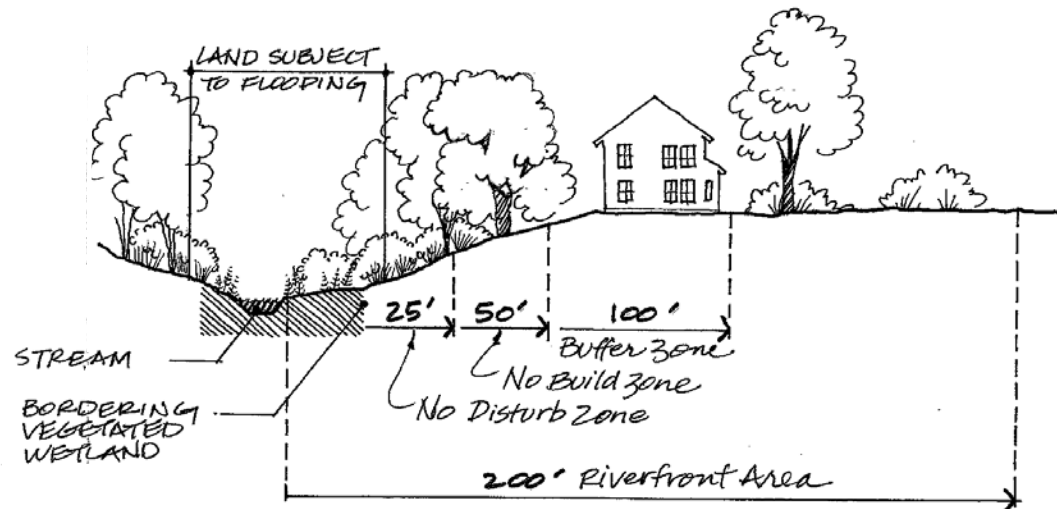 LAND SUBJECT
TO FLOODING
25'
50'
100'
Buffer Zone
No Build Zone
No Disturb Zone
STREAM
BORDERING
VEGETATED
WETLAND
200' Riverfront Area